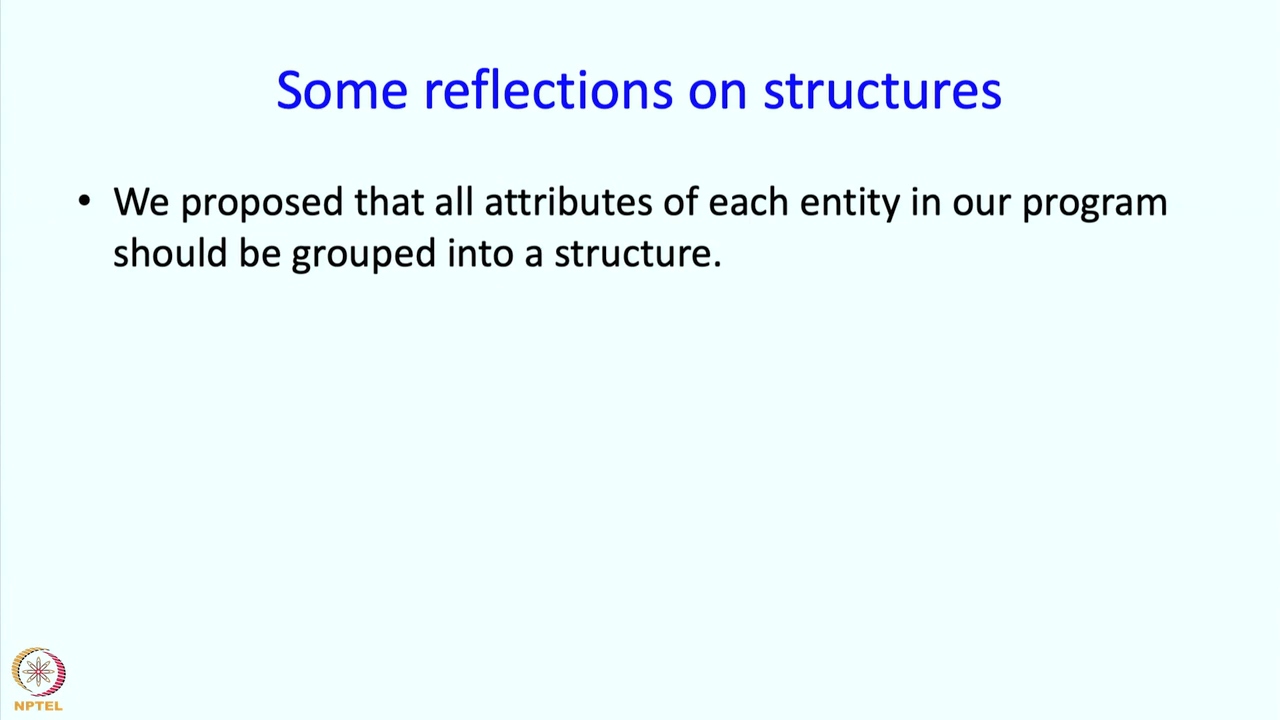 Some reflections on structures
• We proposed that all attributes of each entity in our program
should be grouped into a structure.
NPTEL